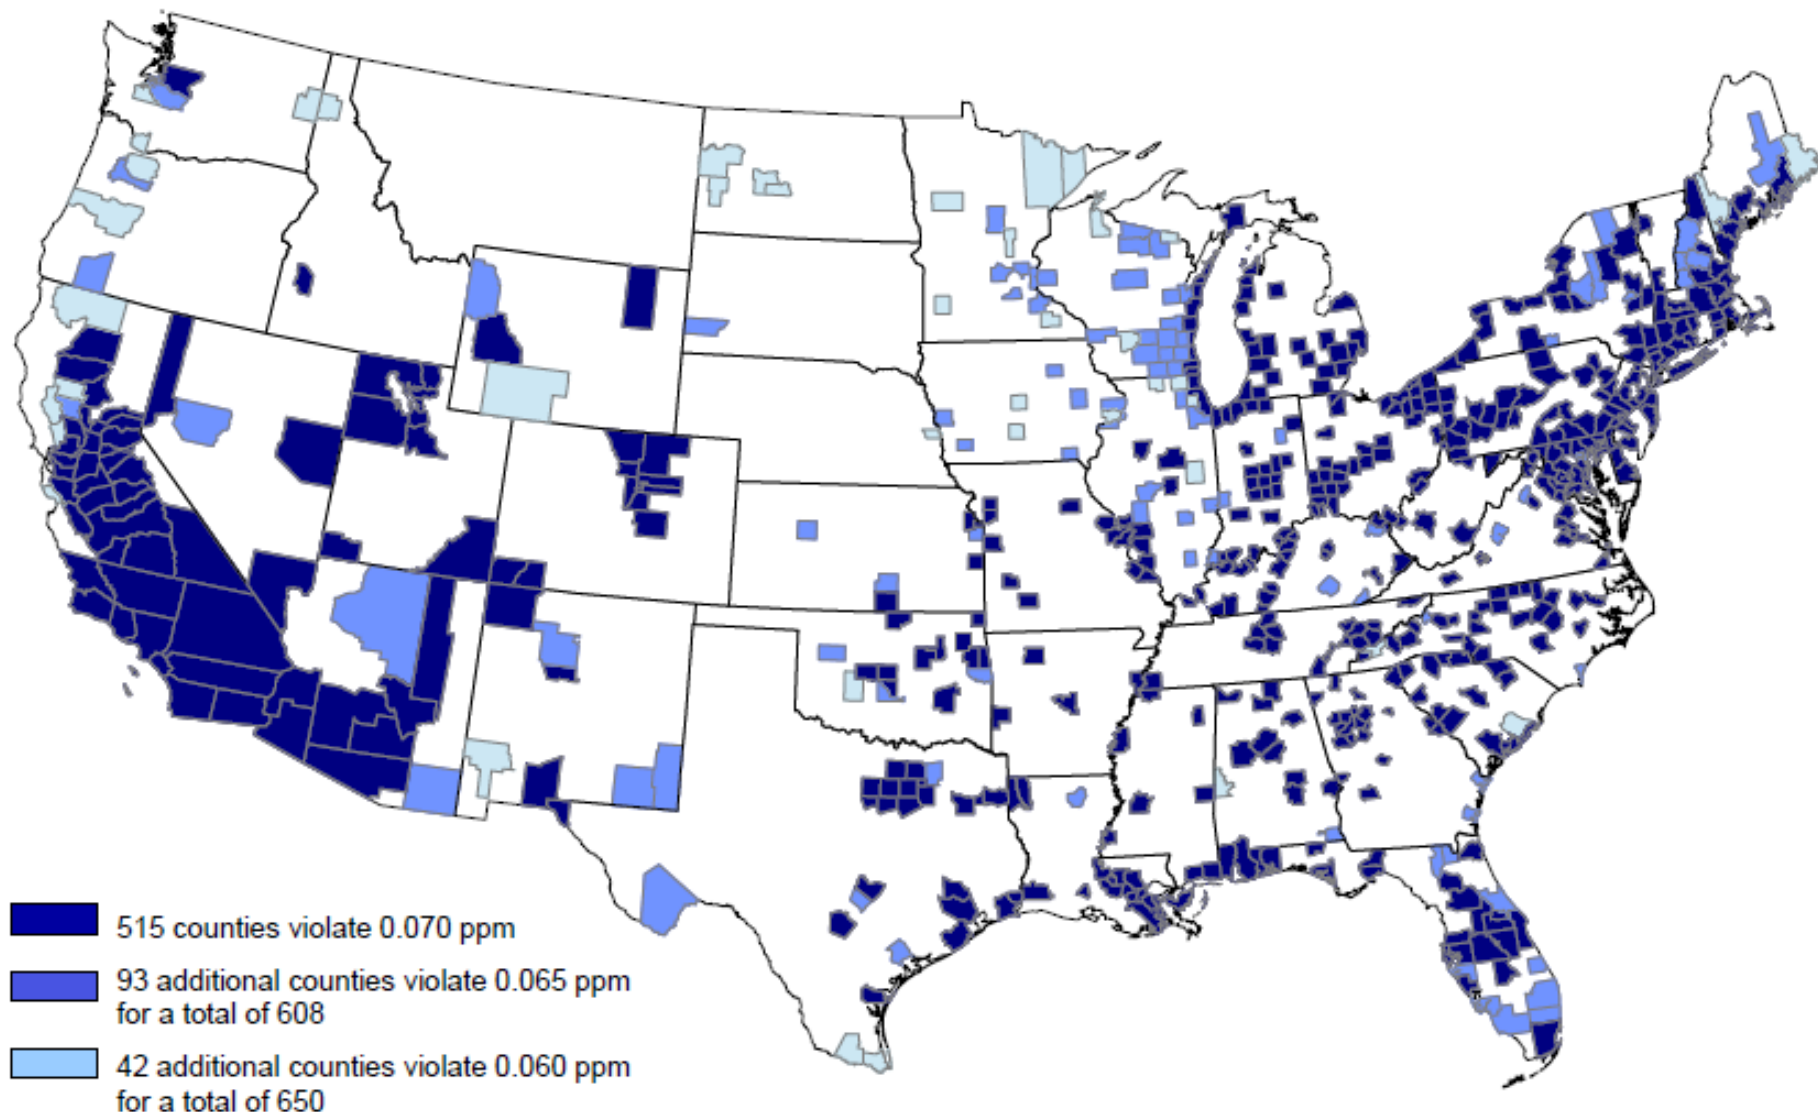 515 counties violate 0.070 ppm
93 additional counties violate 0.065 ppm
for a total of 608
42 additional counties violate 0.060 ppm
for a total of 650